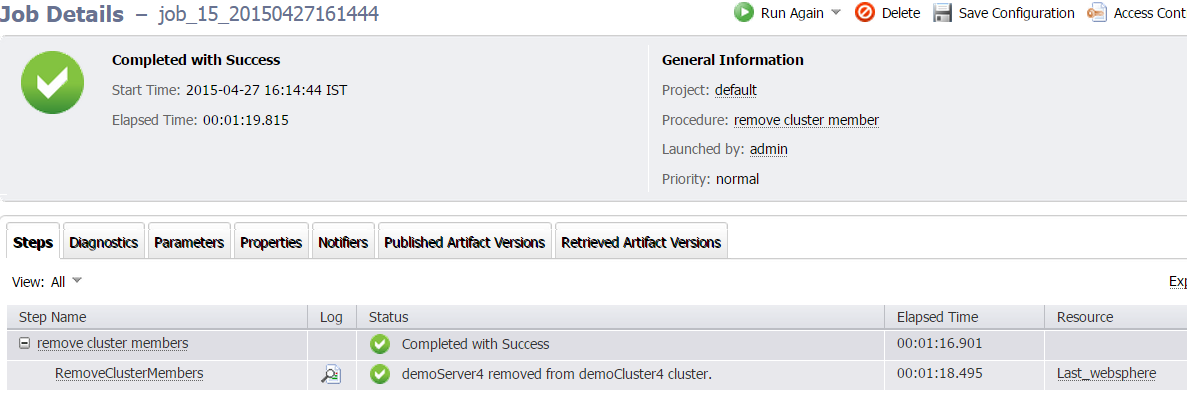 Job Details – job_15_20150427161444
Run Again Delete Save Configuration Access Cont
Completed with Success
Start Time: 2015-04-27 16:14:44 IST
Elapsed Time: 00:01:19.815
General Information
Project: default
Procedure: remove cluster member
Launched by: admin
Priority: normal
Steps Diagnostics Parameters Properties Notifiers Published Artifact Versions Retrieved Artifact Versions
View: All Exp
Step Name Log Status Elapsed Time Resource
remove cluster members Completed with Success 00:01:16.901
RemoveClusterMembers demoServer4 removed from demoCluster4 cluster. 00:01:18.495 Last_websphere